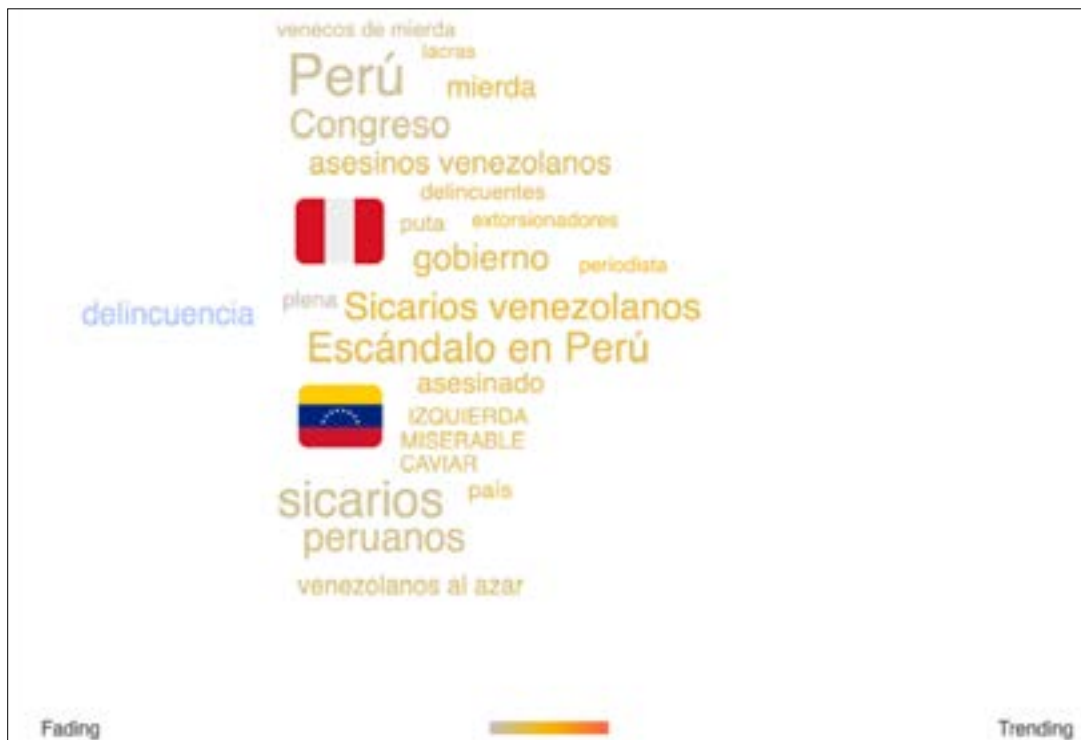 venecos de mierda
lacras
Perú
mierda
Congreso
asesinos venezolanos
delincuentes
puta
extorsionadores
gobierno
periodista
delincuencia
plena
Sicarios venezolanos
Escándalo en Perú
asesinado
IZQUIERDA
MISERABLE
CAVIAR
sicarios
país
peruanos
venezolanos al azar
Fading
Trending